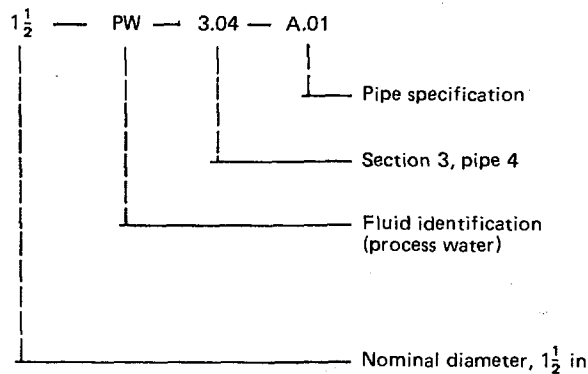 1½ — PW — 3.04 — A.01
Pipe specification
Section 3, pipe 4
Fluid identification
(process water)
Nominal diameter, 1½ in